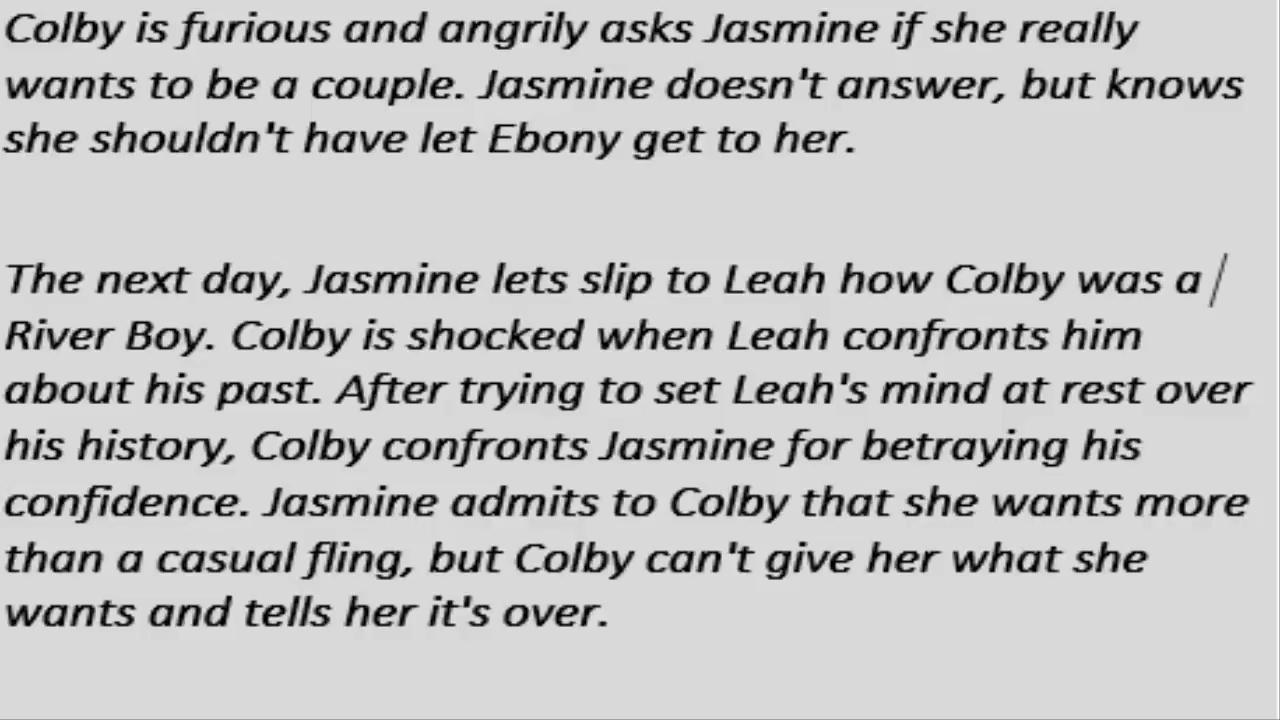 Colby is furious and angrily asks Jasmine if she really
wants to be a couple. Jasmine doesn't answer, but knows
she shouldn't have let Ebony get to her.
The next day, Jasmine lets slip to Leah how Colby was a
River Boy. Colby is shocked when Leah confronts him
about his past. After trying to set Leah's mind at rest over
his history, Colby confronts Jasmine for betraying his
confidence. Jasmine admits to Colby that she wants more
than a casual fling, but Colby can't give her what she
wants and tells her it's over.